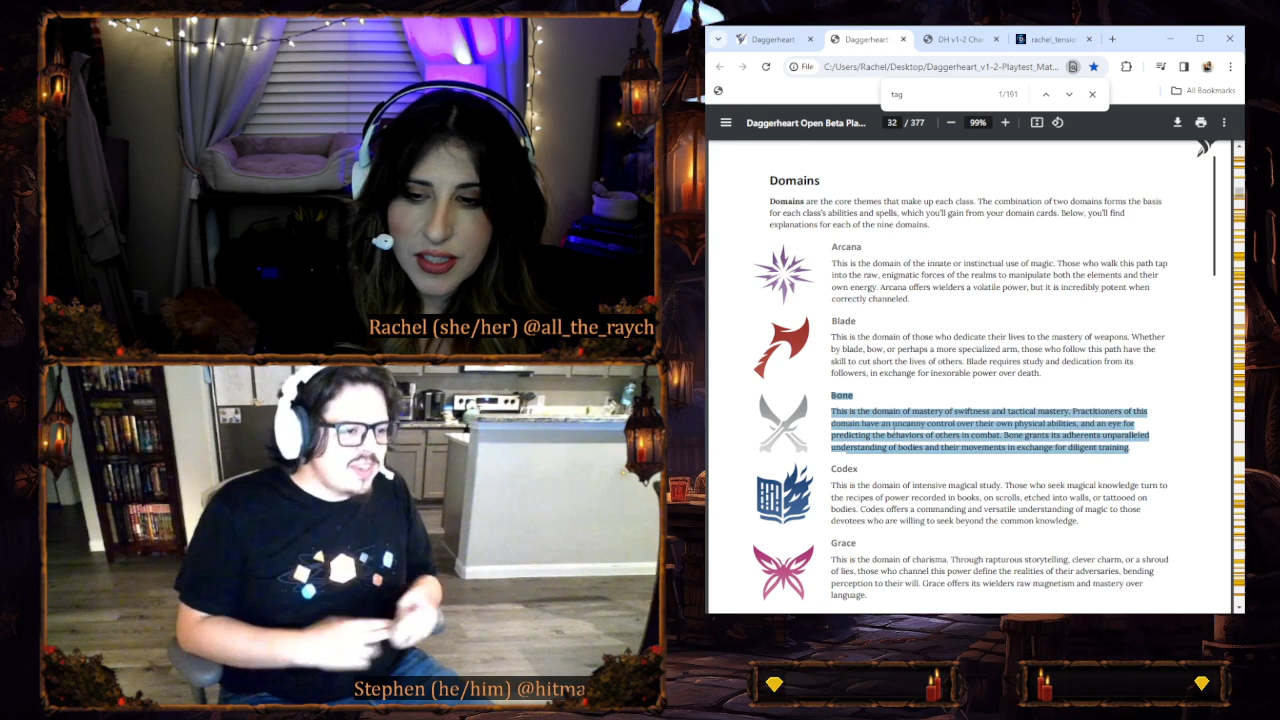 Rachel (she/her) @all_the_raych
Stephen (he/him) @hitma
Daggerheart
Daggerheart
DH v1-2 Cha
rachel_tensio
File
C:/Users/Rachel/Desktop/Daggerheart_v1-2-Playtest_Mat...
tag
1/191
All Bookmarks
Daggerheart Open Beta Pla...
32 / 377
99%
Domains
Domains are the core themes that make up each class. The combination of two domains forms the basis
for each class's abilities and spells, which you'll gain from your domain cards. Below, you'll find
explanations for each of the nine domains.
Arcana
This is the domain of the innate or instinctual use of magic. Those who walk this path tap
into the raw, enigmatic forces of the realms to manipulate both the elements and their
own energy. Arcana offers wielders a volatile power, but it is incredibly potent when
correctly channeled.
Blade
This is the domain of those who dedicate their lives to the mastery of weapons. Whether
by blade, bow, or perhaps a more specialized arm, those who follow this path have the
skill to cut short the lives of others. Blade requires study and dedication from its
followers, in exchange for inexorable power over death.
Bone
This is the domain of mastery of swiftness and tactical mastery. Practitioners of this
domain have an uncanny control over their own physical abilities, and an eye for
predicting the behaviors of others in combat. Bone grants its adherents unparalleled
understanding of bodies and their movements in exchange for diligent training.
Codex
This is the domain of intensive magical study. Those who seek magical knowledge turn to
the recipes of power recorded in books, on scrolls, etched into walls, or tattooed on
bodies. Codex offers a commanding and versatile understanding of magic to those
devotees who are willing to seek beyond the common knowledge.
Grace
This is the domain of charisma. Through rapturous storytelling, clever charm, or a shroud
of lies, those who channel this power define the realities of their adversaries, bending
perception to their will. Grace offers its wielders raw magnetism and mastery over
language.